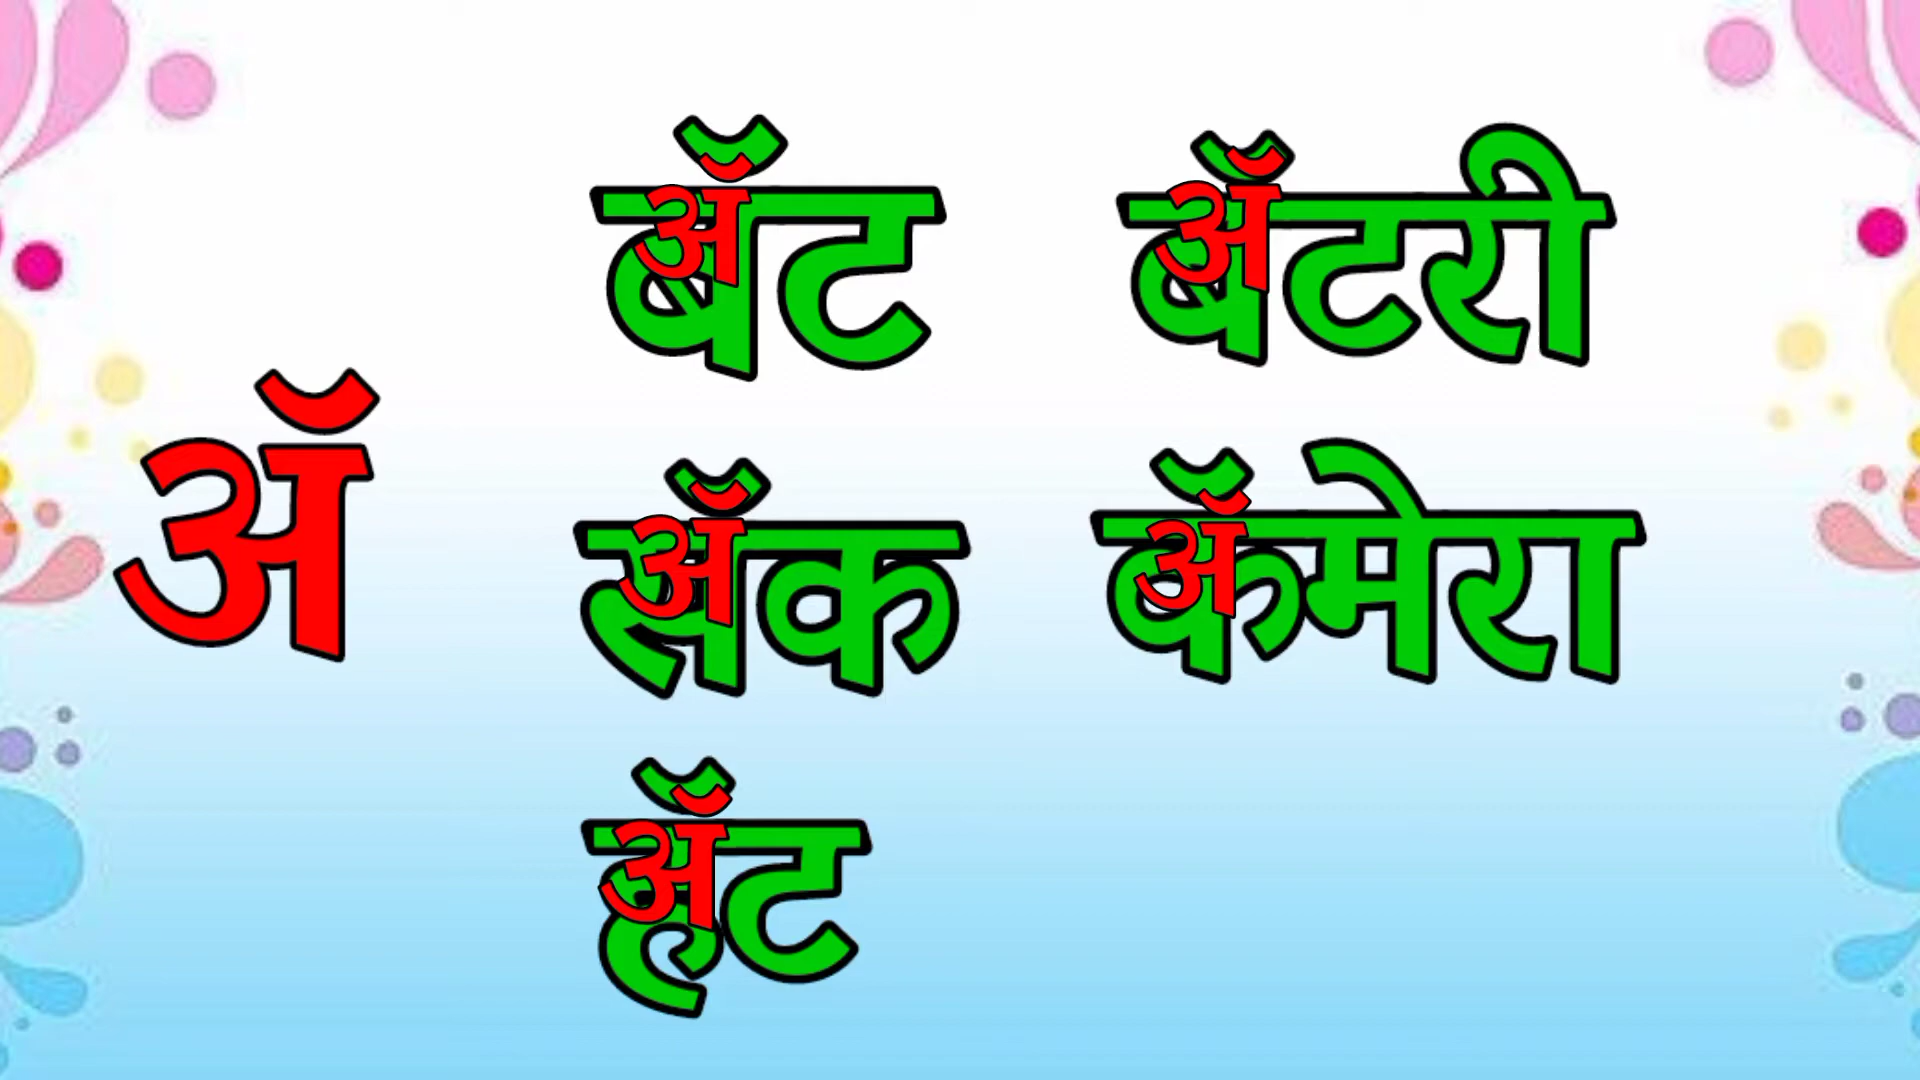 ॲ
बॅट बॅटरी
ॲ ॲ
कॅमेरा
ॲ ॲ
हॅट
ॲ